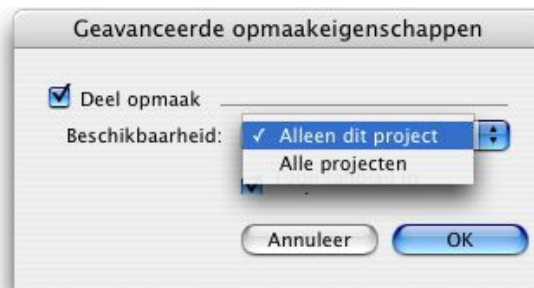 Geavanceerde opmaakeigenschappen
Deel opmaak
Beschikbaarheid: ✓ Alleen dit project
Alle projecten
Annuleer OK